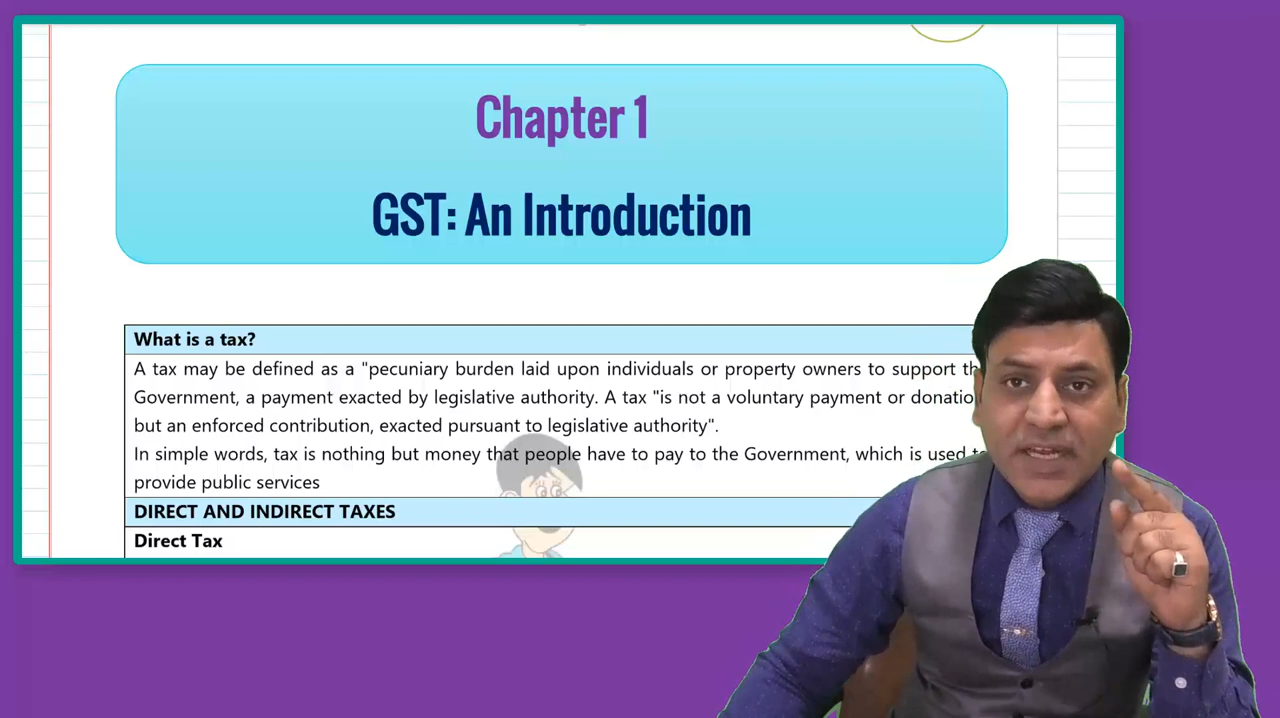 Chapter 1
GST: An Introduction
What is a tax?
A tax may be defined as a "pecuniary burden laid upon individuals or property owners to support
Government, a payment exacted by legislative authority. A tax "is not a voluntary payment or
but an enforced contribution, exacted pursuant to legislative authority".
In simple words, tax is nothing but money that people have to pay to the Government, which is used
provide public services
DIRECT AND INDIRECT TAXES
Direct Tax